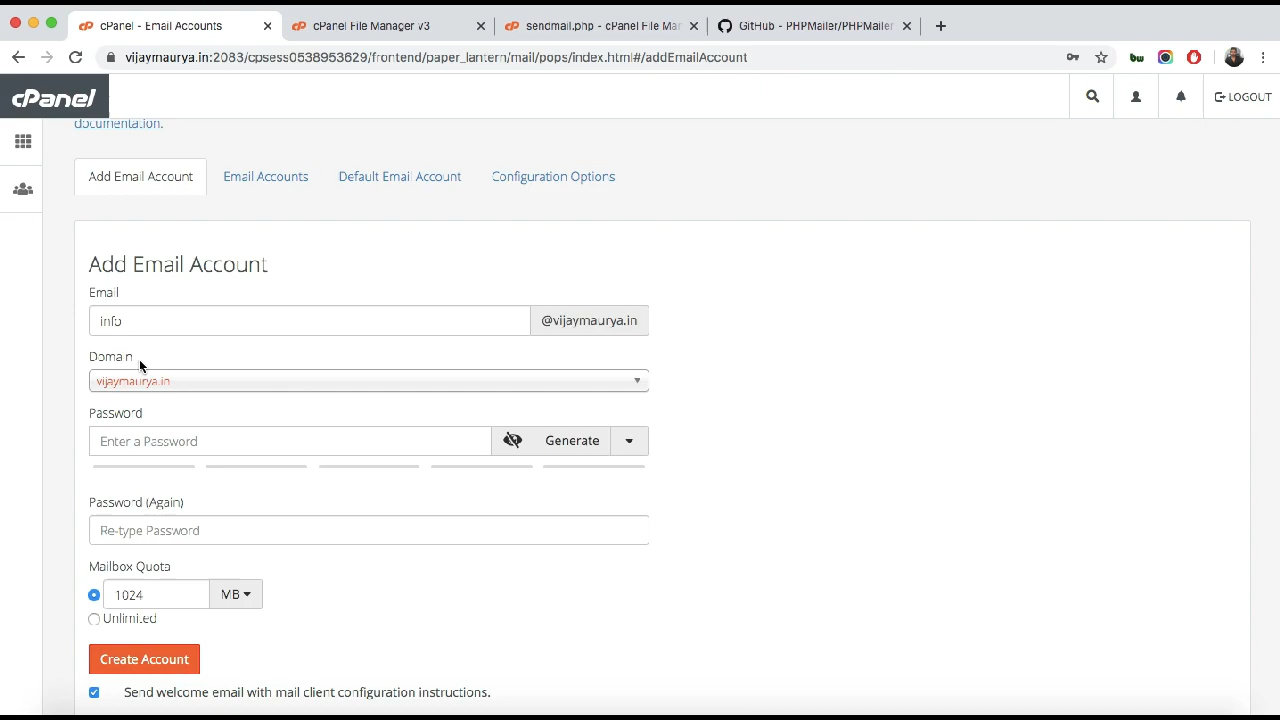 cPanel - Email Accounts
cPanel File Manager v3
sendmail.php - cPanel File Mar
GitHub - PHPMailer/PHPMailer
vijaymaurya.in:2083/cpsess0538953629/frontend/paper_lantern/mail/pops/index.html#/addEmailAccount
cPanel
LOGOUT
documentation.
Add Email Account
Email Accounts
Default Email Account
Configuration Options
Add Email Account
Email
info
@vijaymaurya.in
Domain
vijaymaurya.in
Password
Enter a Password
Generate
Password (Again)
Re-type Password
Mailbox Quota
1024
MB
Unlimited
Create Account
Send welcome email with mail client configuration instructions.